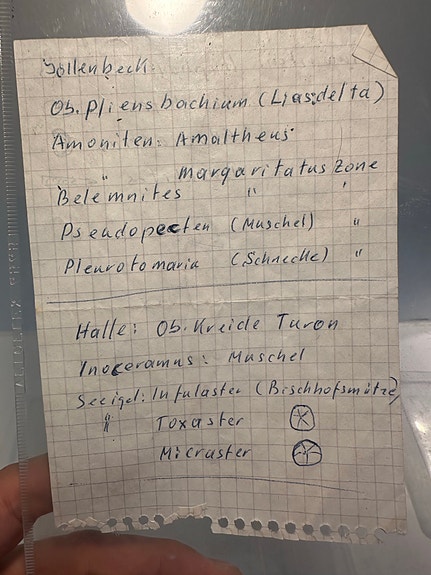 Jöllenbeck.
Ob. Pliensbachium (Lias:delta)
Amoniten: Amaltheus
" margaritatus Zone
Belemnites " "
Pseudopecten (Muschel) "
Pleurotomaria (Schnecke) "
Halle: Ob. Kreide Turon
Inoceramus: Muschel
Seeigel: Infulaster (Bischhofsmütze)
" Toxaster
Micraster